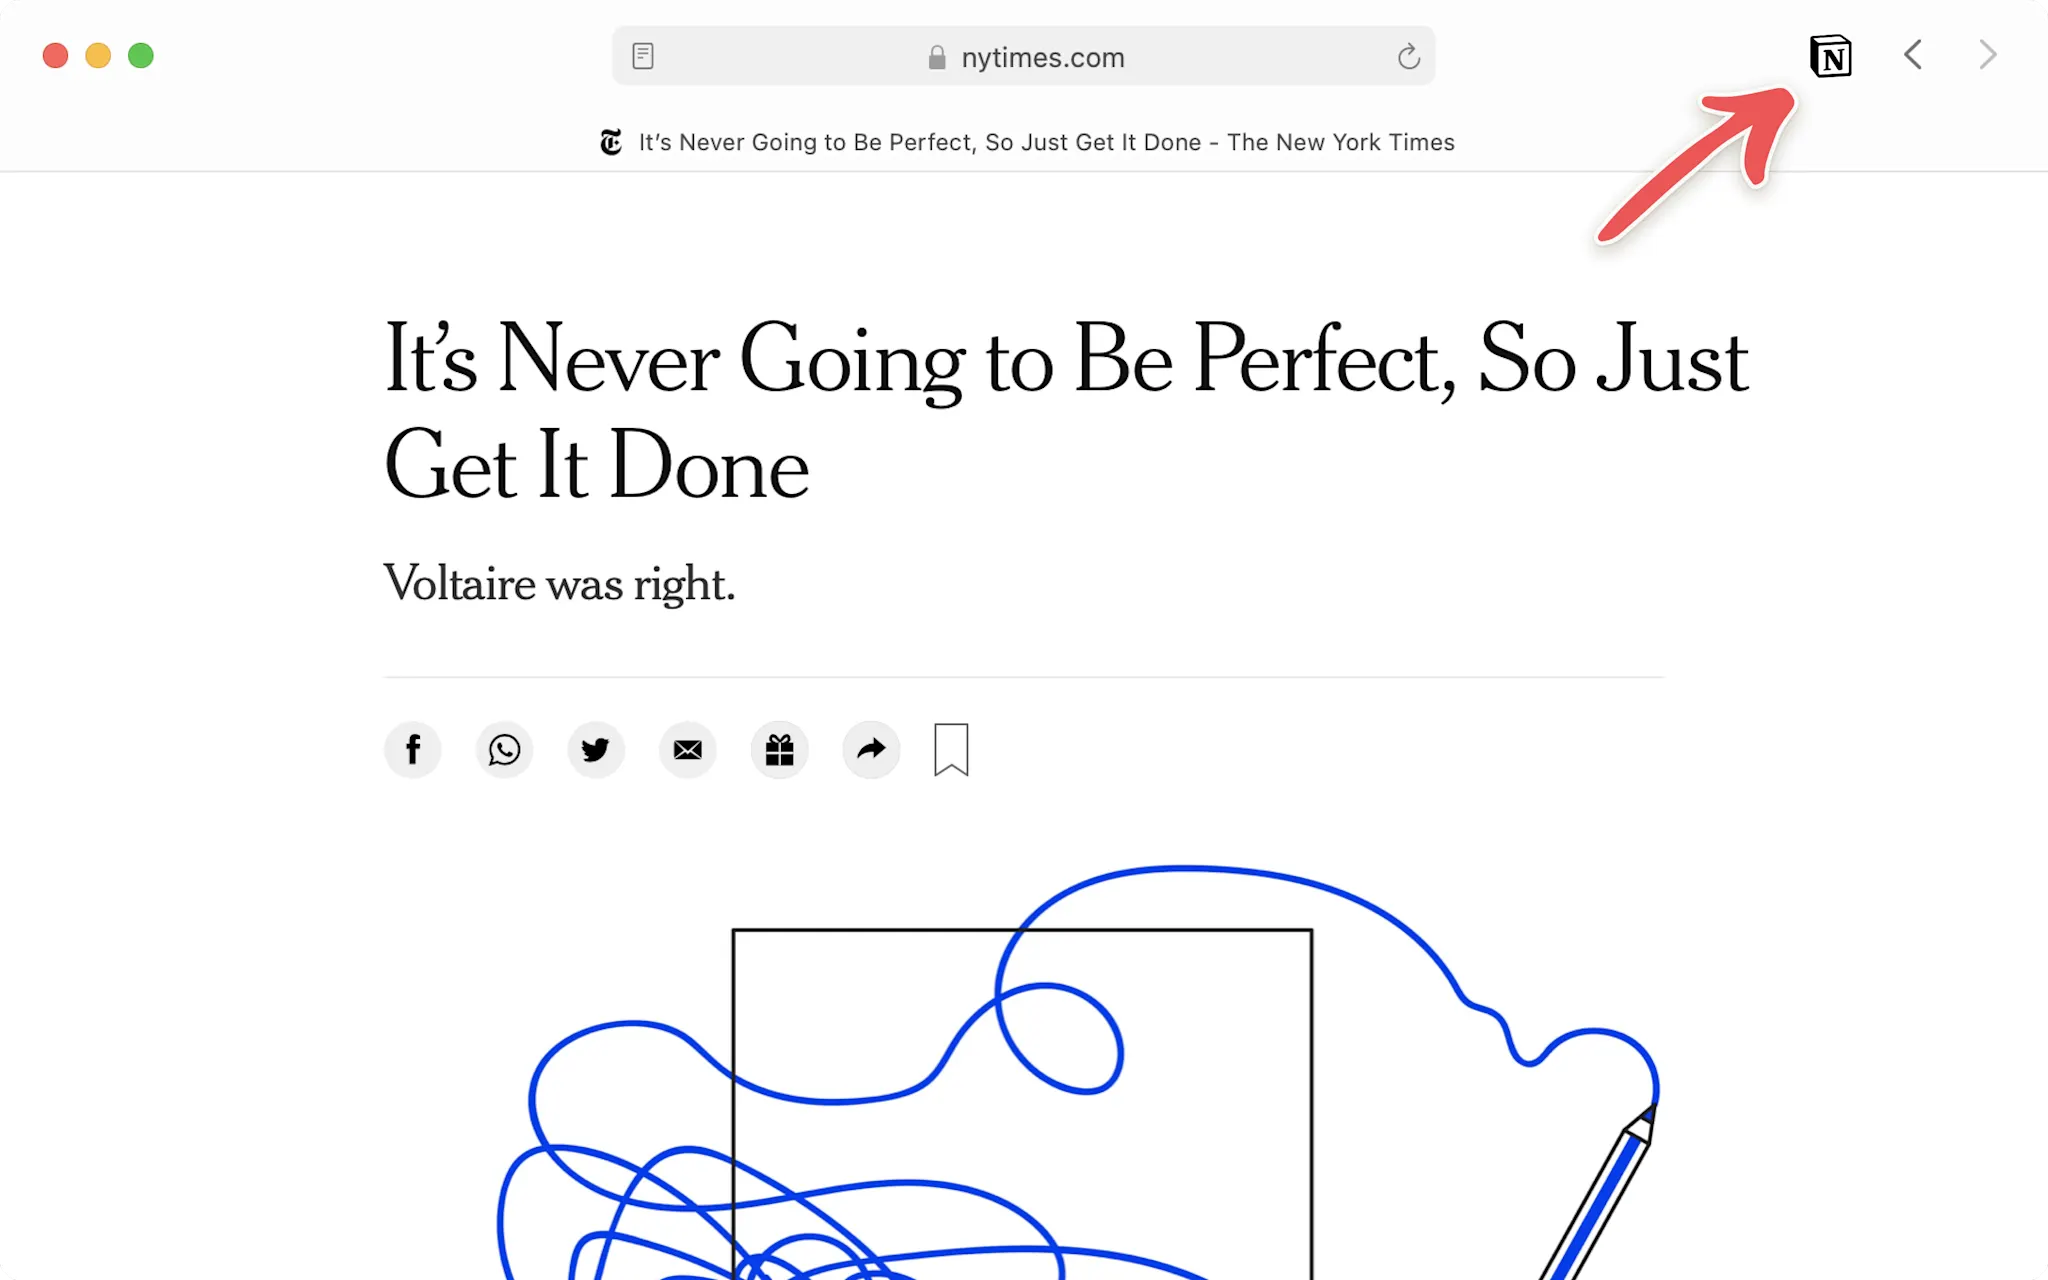 nytimes.com
N
It’s Never Going to Be Perfect, So Just Get It Done - The New York Times
It’s Never Going to Be Perfect, So Just
Get It Done
Voltaire was right.